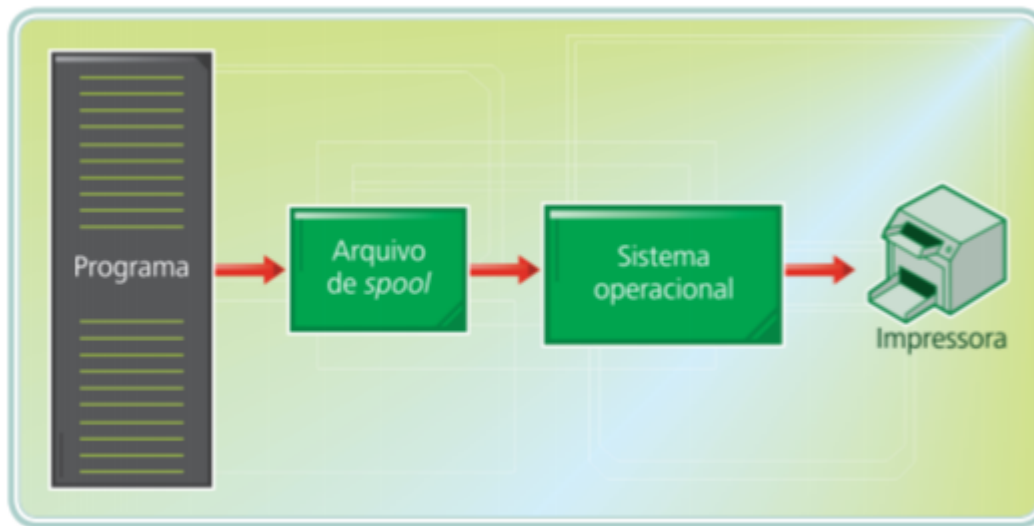 Programa
Arquivo
de spool
Sistema
operacional
Impressora